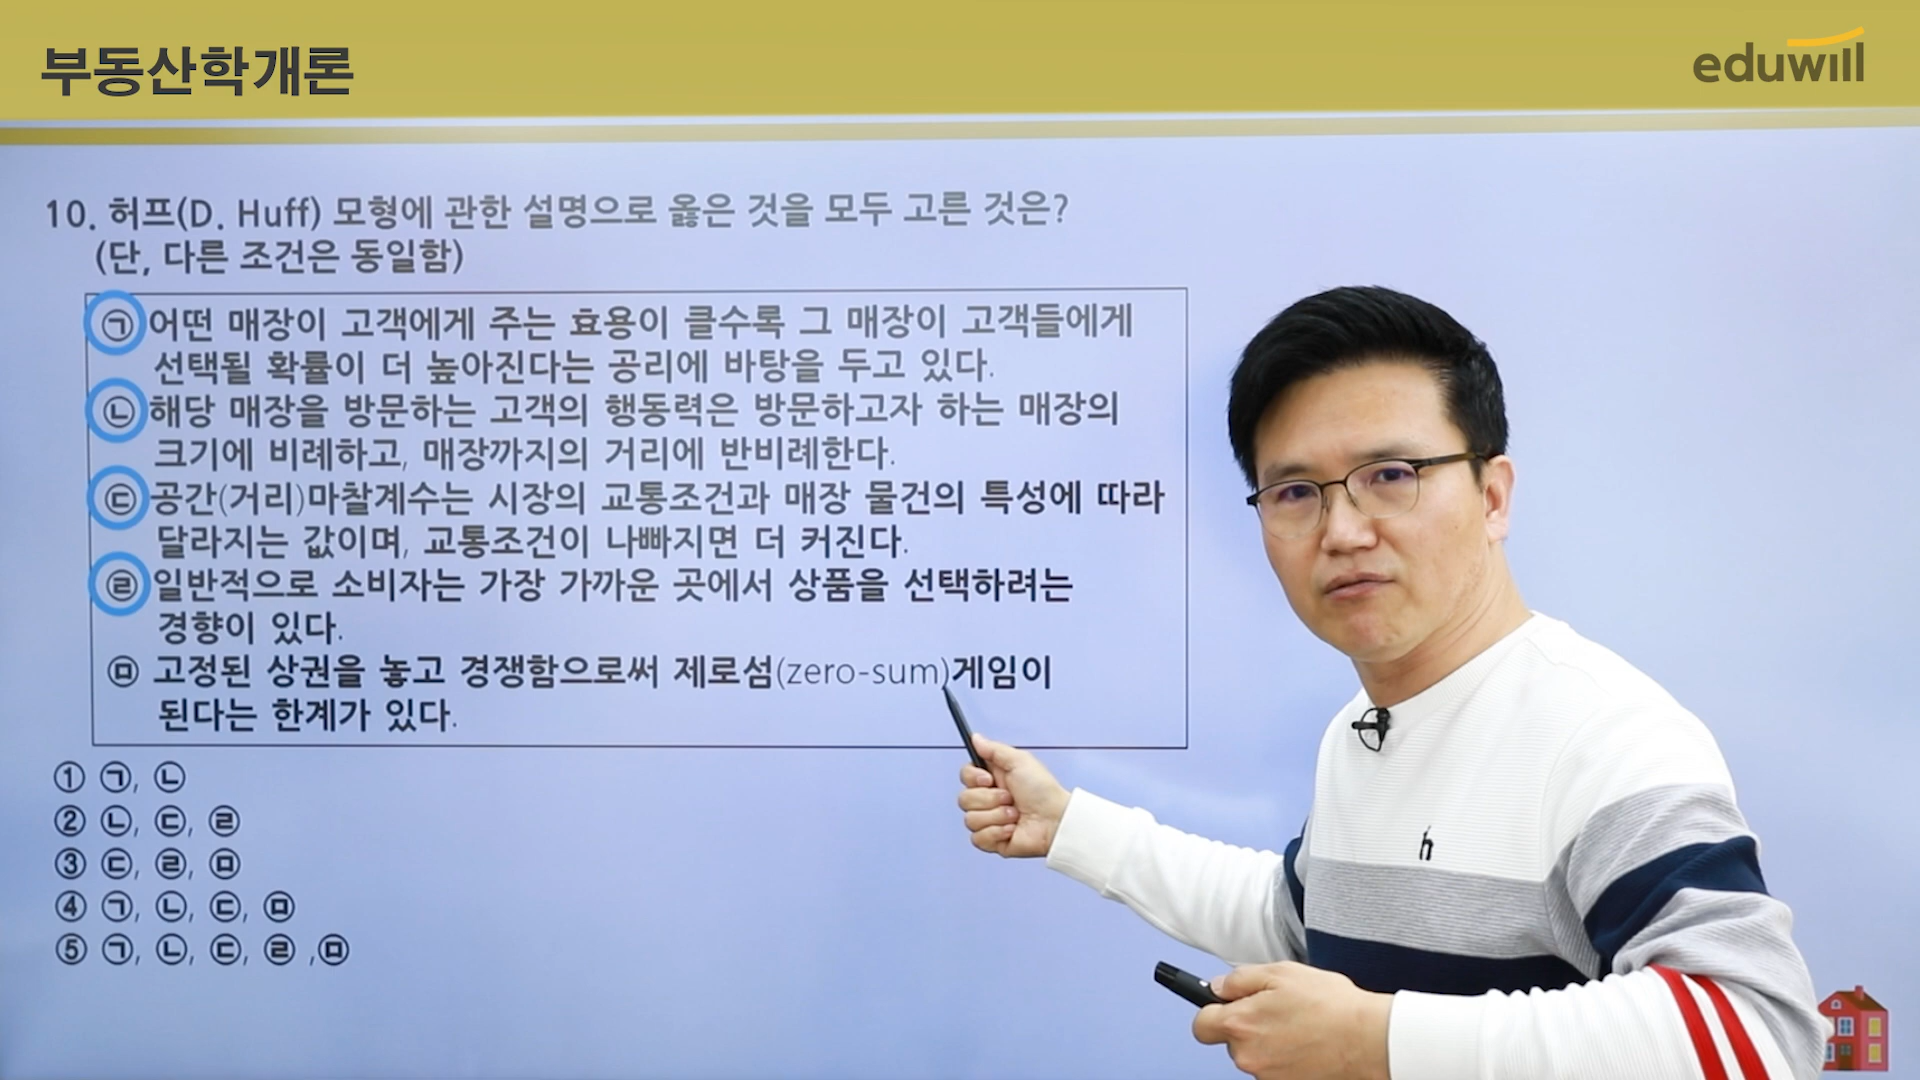 부동산학개론
eduwill
10. 허프(D. Huff) 모형에 관한 설명으로 옳은 것을 모두 고른 것은?
(단, 다른 조건은 동일함)
㉠ 어떤 매장이 고객에게 주는 효용이 클수록 그 매장이 고객들에게
선택될 확률이 더 높아진다는 공리에 바탕을 두고 있다.
㉡ 해당 매장을 방문하는 고객의 행동력은 방문하고자 하는 매장의
크기에 비례하고, 매장까지의 거리에 반비례한다.
㉢ 공간(거리)마찰계수는 시장의 교통조건과 매장 물건의 특성에 따라
달라지는 값이며, 교통조건이 나빠지면 더 커진다.
㉣ 일반적으로 소비자는 가장 가까운 곳에서 상품을 선택하려는
경향이 있다.
㉤ 고정된 상권을 놓고 경쟁함으로써 제로섬(zero-sum)게임이
된다는 한계가 있다.
① ㉠, ㉡
② ㉡, ㉢, ㉣
③ ㉢, ㉣, ㉤
④ ㉠, ㉡, ㉢, ㉤
⑤ ㉠, ㉡, ㉢, ㉣ ,㉤
h